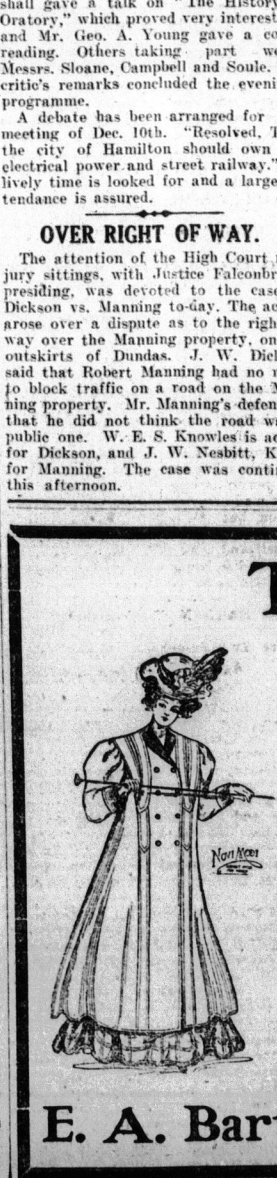 shall gave a talk on "The History
Oratory," which proved very interest
and Mr. Geo. A. Young gave a co
reading. Others taking part we
Messrs. Sloane, Campbell and Soule.
critic's remarks concluded the eveni
programme.
A debate has been arranged for
meeting of Dec. 10th. "Resolved, T
the city of Hamilton should own
electrical power and street railway."
lively time is looked for and a large
tendance is assured.
OVER RIGHT OF WAY.
The attention of the High Court
jury sittings, with Justice Falconbr
presiding, was devoted to the case
Dickson vs. Manning to-day. The ac
arose over a dispute as to the righ
way over the Manning property, on
outskirts of Dundas. J. W. Dick
said that Robert Manning had no r
to block traffic on a road on the M
ning property. Mr. Manning's defen
that he did not think the road w
public one. W. E. S. Knowles is ac
for Dickson, and J. W. Nesbitt, K
for Manning. The case was conti
this afternoon.
T
Novi Modi
E. A. Bar